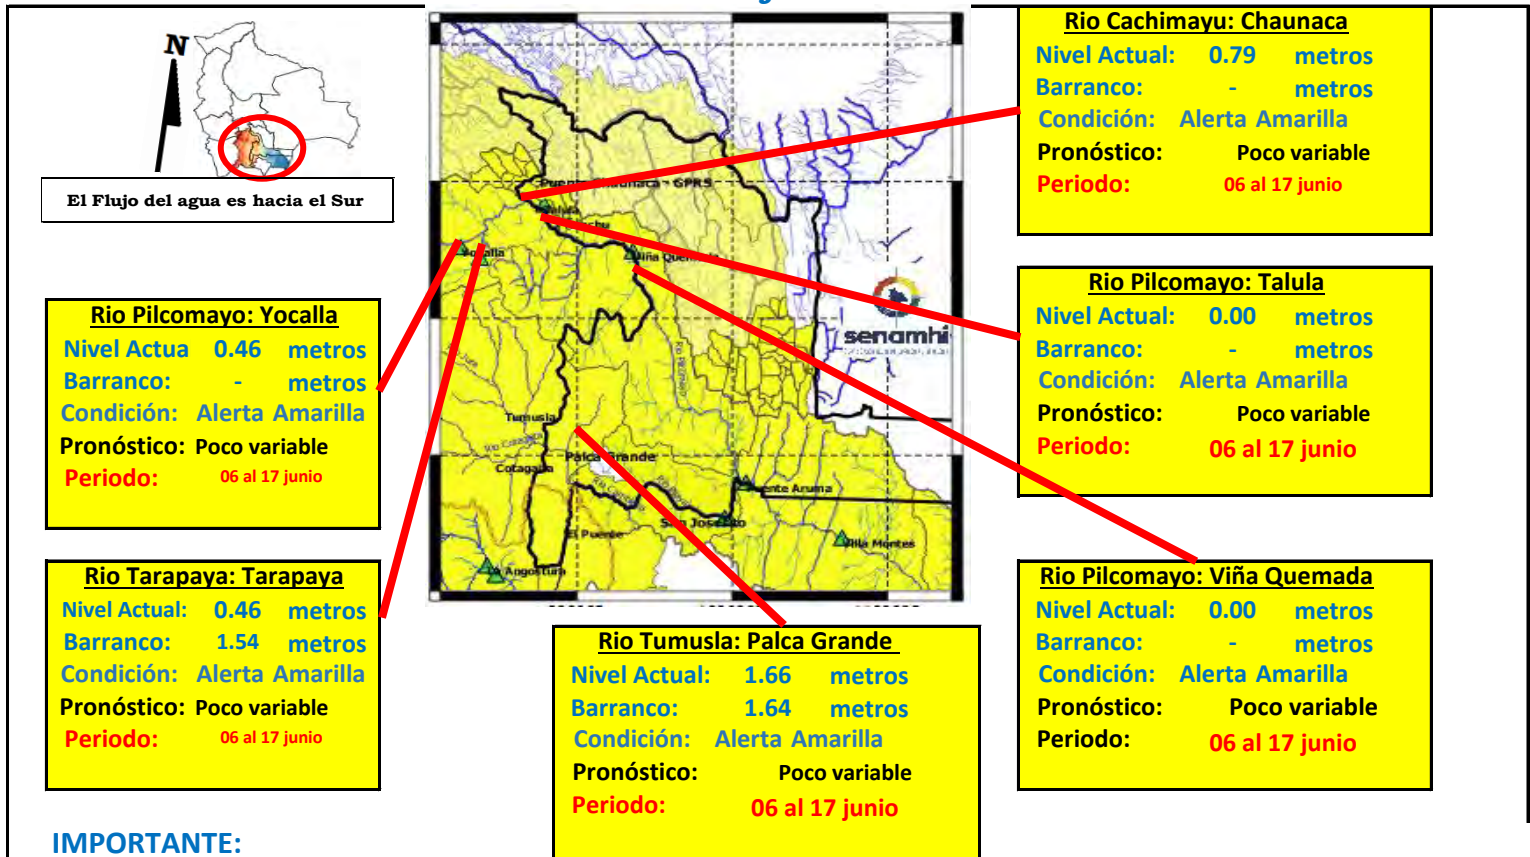 N
El Flujo del agua es hacia el Sur
Rio Pilcomayo: Yocalla
Nivel Actua 0.46 metros
Barranco: - metros
Condición: Alerta Amarilla
Pronóstico: Poco variable
Periodo: 06 al 17 junio
Rio Tarapaya: Tarapaya
Nivel Actual: 0.46 metros
Barranco: 1.54 metros
Condición: Alerta Amarilla
Pronóstico: Poco variable
Periodo: 06 al 17 junio
Puente Chaunaca - GPRS
Talula
Yocalla
Viña Quemada
senamhi
Tumusla
Palca Grande
Cotagaita
Puente Aruma
San Josecito
El Puente
Villa Montes
Angostura
Rio Tumusla: Palca Grande
Nivel Actual: 1.66 metros
Barranco: 1.64 metros
Condición: Alerta Amarilla
Pronóstico: Poco variable
Periodo: 06 al 17 junio
Rio Cachimayu: Chaunaca
Nivel Actual: 0.79 metros
Barranco: - metros
Condición: Alerta Amarilla
Pronóstico: Poco variable
Periodo: 06 al 17 junio
Rio Pilcomayo: Talula
Nivel Actual: 0.00 metros
Barranco: - metros
Condición: Alerta Amarilla
Pronóstico: Poco variable
Periodo: 06 al 17 junio
Rio Pilcomayo: Viña Quemada
Nivel Actual: 0.00 metros
Barranco: - metros
Condición: Alerta Amarilla
Pronóstico: Poco variable
Periodo: 06 al 17 junio
IMPORTANTE: